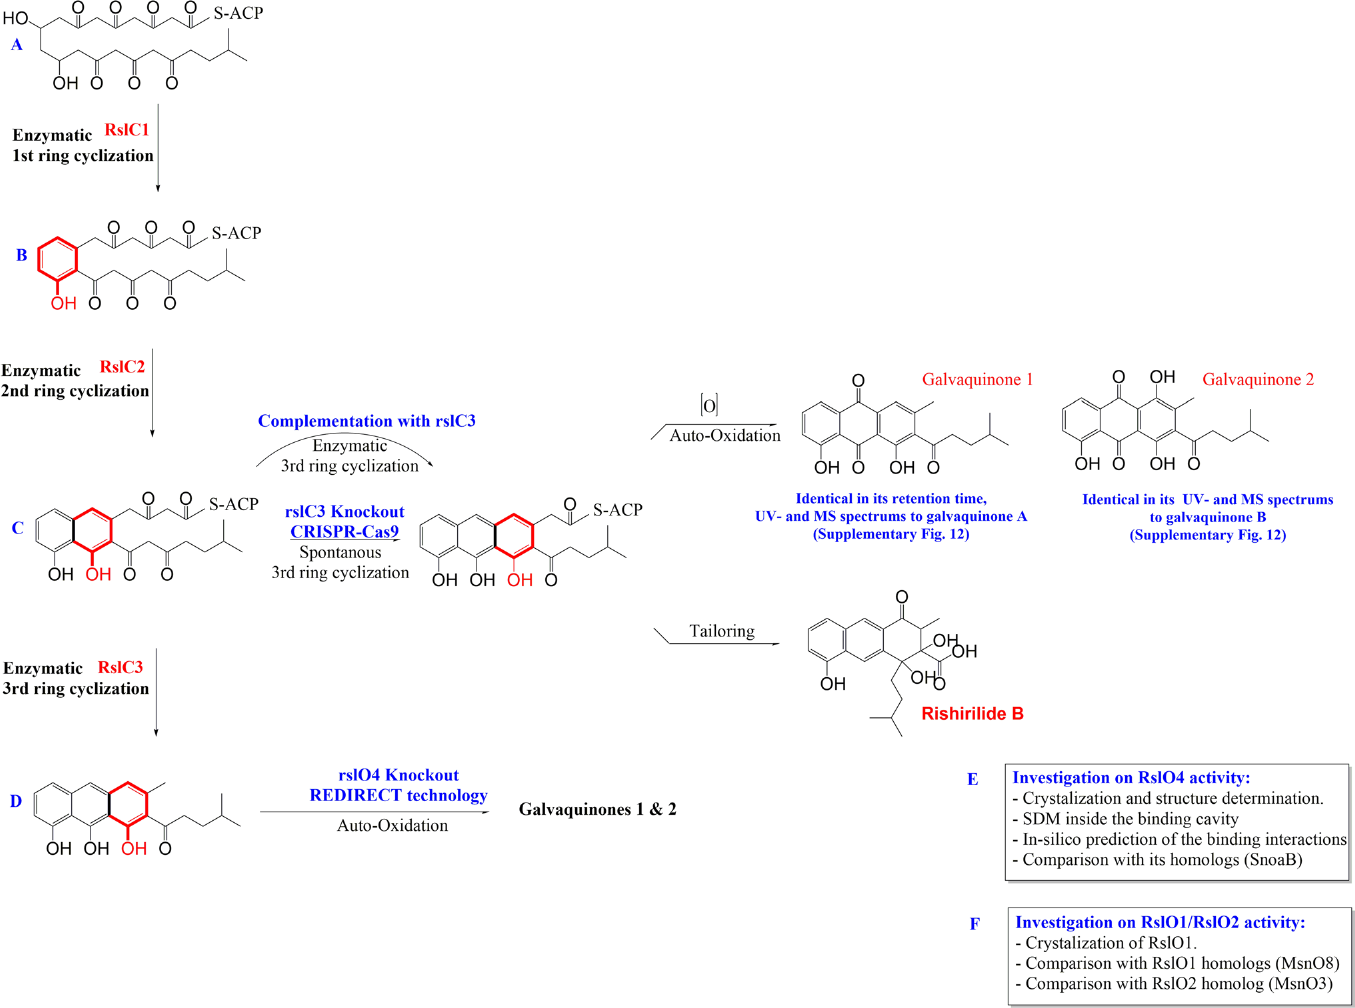 O O O O
HO S-ACP
A
OH O O O
Enzymatic RslC1
1st ring cyclization
O O O
S-ACP
B
OH O O O
Enzymatic RslC2
2nd ring cyclization
Complementation with rslC3
Enzymatic
3rd ring cyclization
O O
S-ACP
C
OH OH O O
rslC3 Knockout
CRISPR-Cas9
Spontanous
3rd ring cyclization
O
S-ACP
OH OH OH O
[O]
Auto-Oxidation
O
Galvaquinone 1
OH O OH O
Identical in its retention time,
UV- and MS spectrums to galvaquinone A
(Supplementary Fig. 12)
O OH
Galvaquinone 2
OH O OH O
Identical in its UV- and MS spectrums
to galvaquinone B
(Supplementary Fig. 12)
Tailoring
O
OH
OH
OH
OH O
Rishirilide B
Enzymatic RslC3
3rd ring cyclization
D
OH OH OH O
rslO4 Knockout
REDIRECT technology
Auto-Oxidation
Galvaquinones 1 & 2
E
Investigation on RslO4 activity:
- Crystalization and structure determination.
- SDM inside the binding cavity
- In-silico prediction of the binding interactions
- Comparison with its homologs (SnoaB)
F
Investigation on RslO1/RslO2 activity:
- Crystalization of RslO1.
- Comparison with RslO1 homologs (MsnO8)
- Comparison with RslO2 homolog (MsnO3)